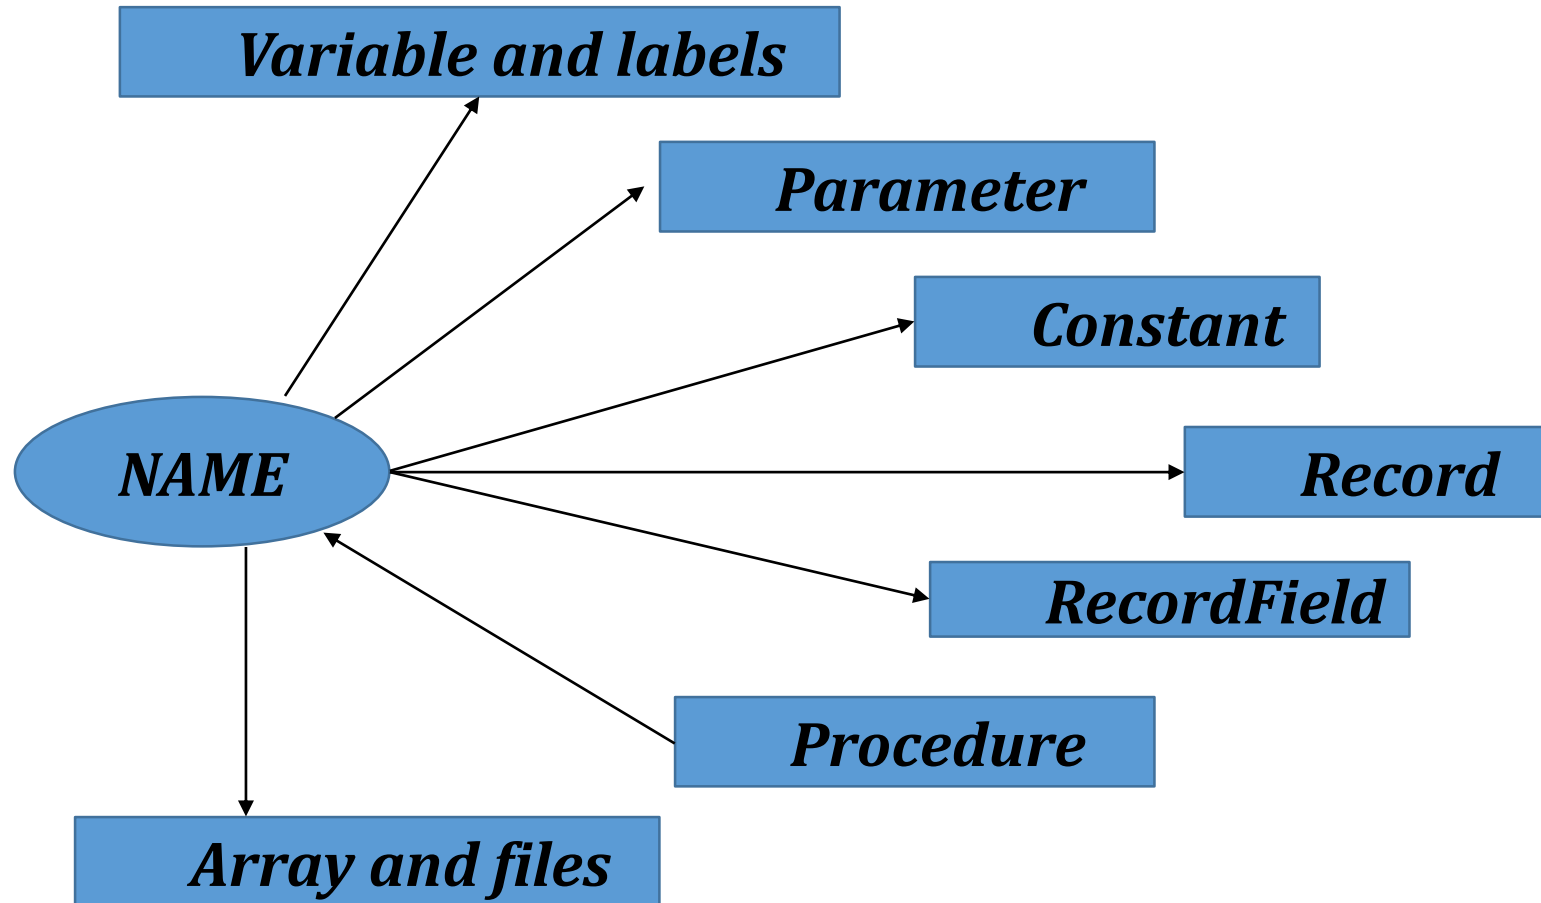 Variable and labels
Parameter
Constant
NAME
Record
RecordField
Procedure
Array and files